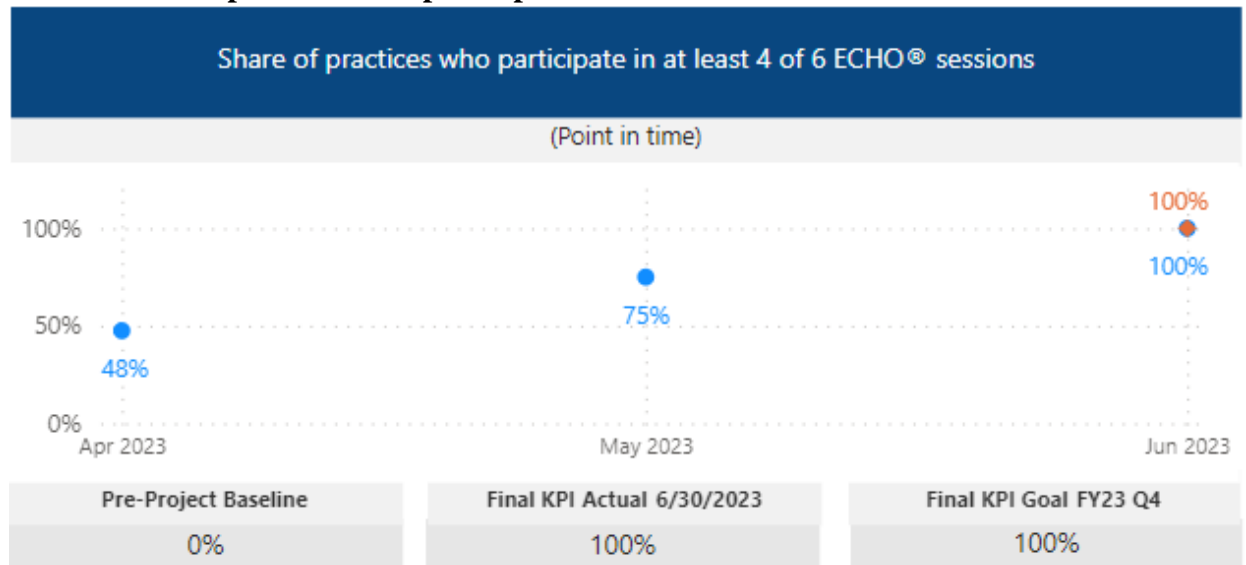 Share of practices who participate in at least 4 of 6 ECHO® sessions
(Point in time)
100%
100%
100%
75%
50%
48%
0%
Apr 2023 May 2023 Jun 2023
Pre-Project Baseline Final KPI Actual 6/30/2023 Final KPI Goal FY23 Q4
0% 100% 100%